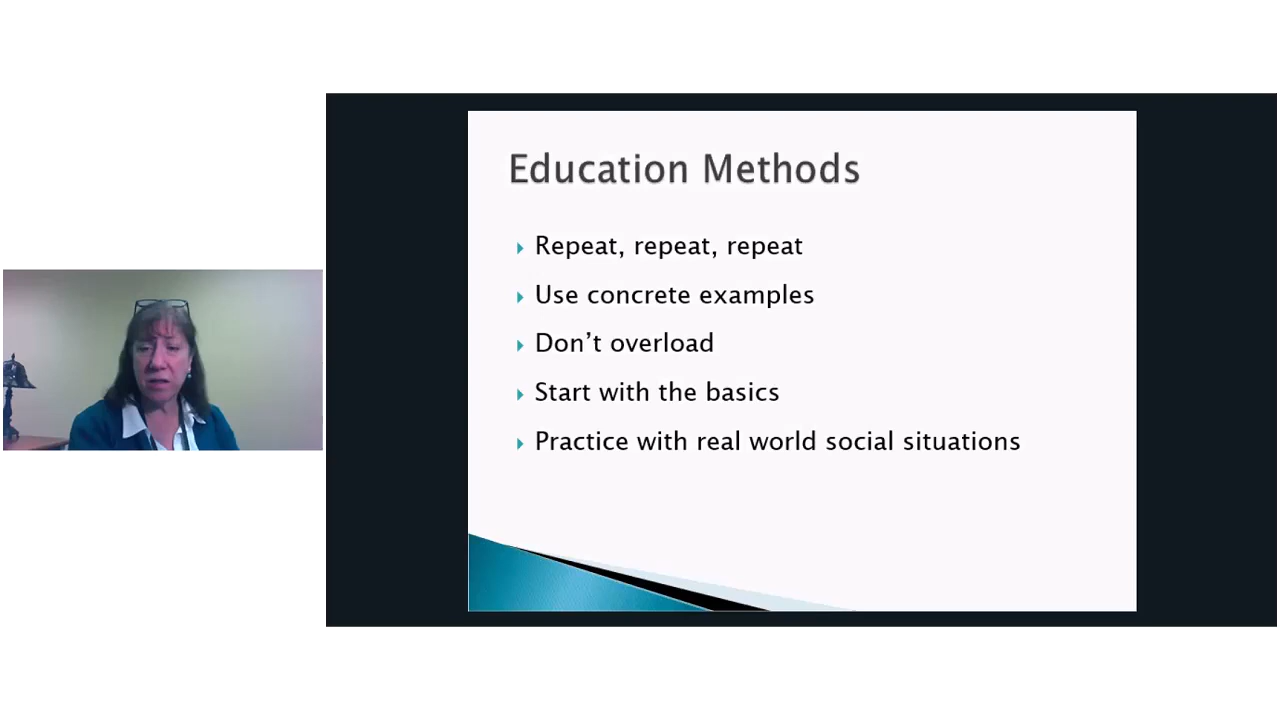 Education Methods
Repeat, repeat, repeat
Use concrete examples
Don’t overload
Start with the basics
Practice with real world social situations